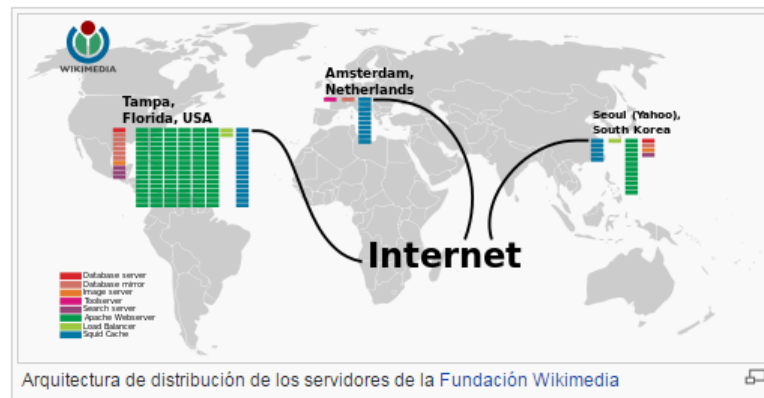 WIKIMEDIA
Amsterdam,
Netherlands
Tampa,
Florida, USA
Seoul (Yahoo),
South Korea
Internet
Database server
Database mirror
Image server
Toolserver
Search server
Apache Webserver
Load Balancer
Squid Cache
Arquitectura de distribución de los servidores de la Fundación Wikimedia